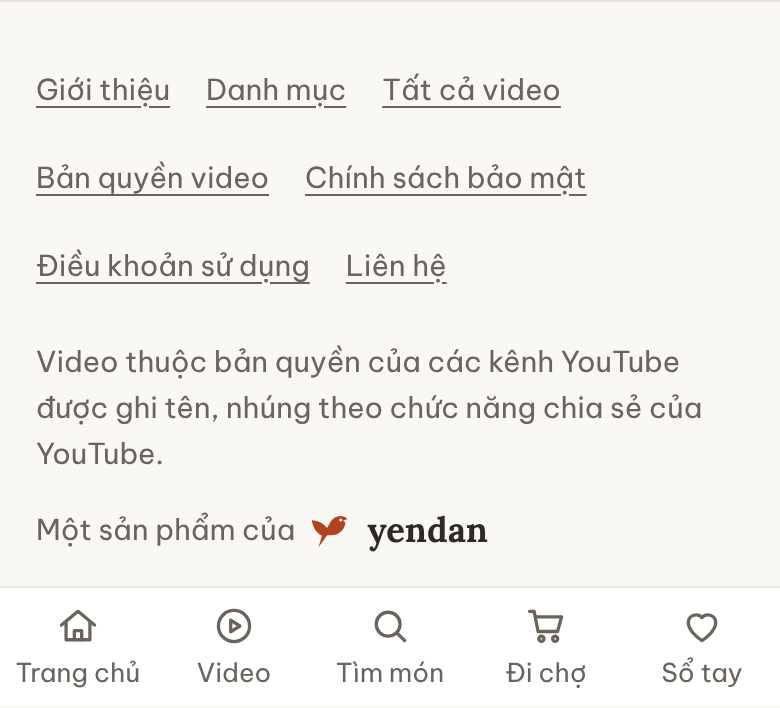 Giới thiệu Danh mục Tất cả video
Bản quyền video Chính sách bảo mật
Điều khoản sử dụng Liên hệ
Video thuộc bản quyền của các kênh YouTube
được ghi tên, nhúng theo chức năng chia sẻ của
YouTube.
Một sản phẩm của yendan
Trang chủ Video Tìm món Đi chợ Sổ tay